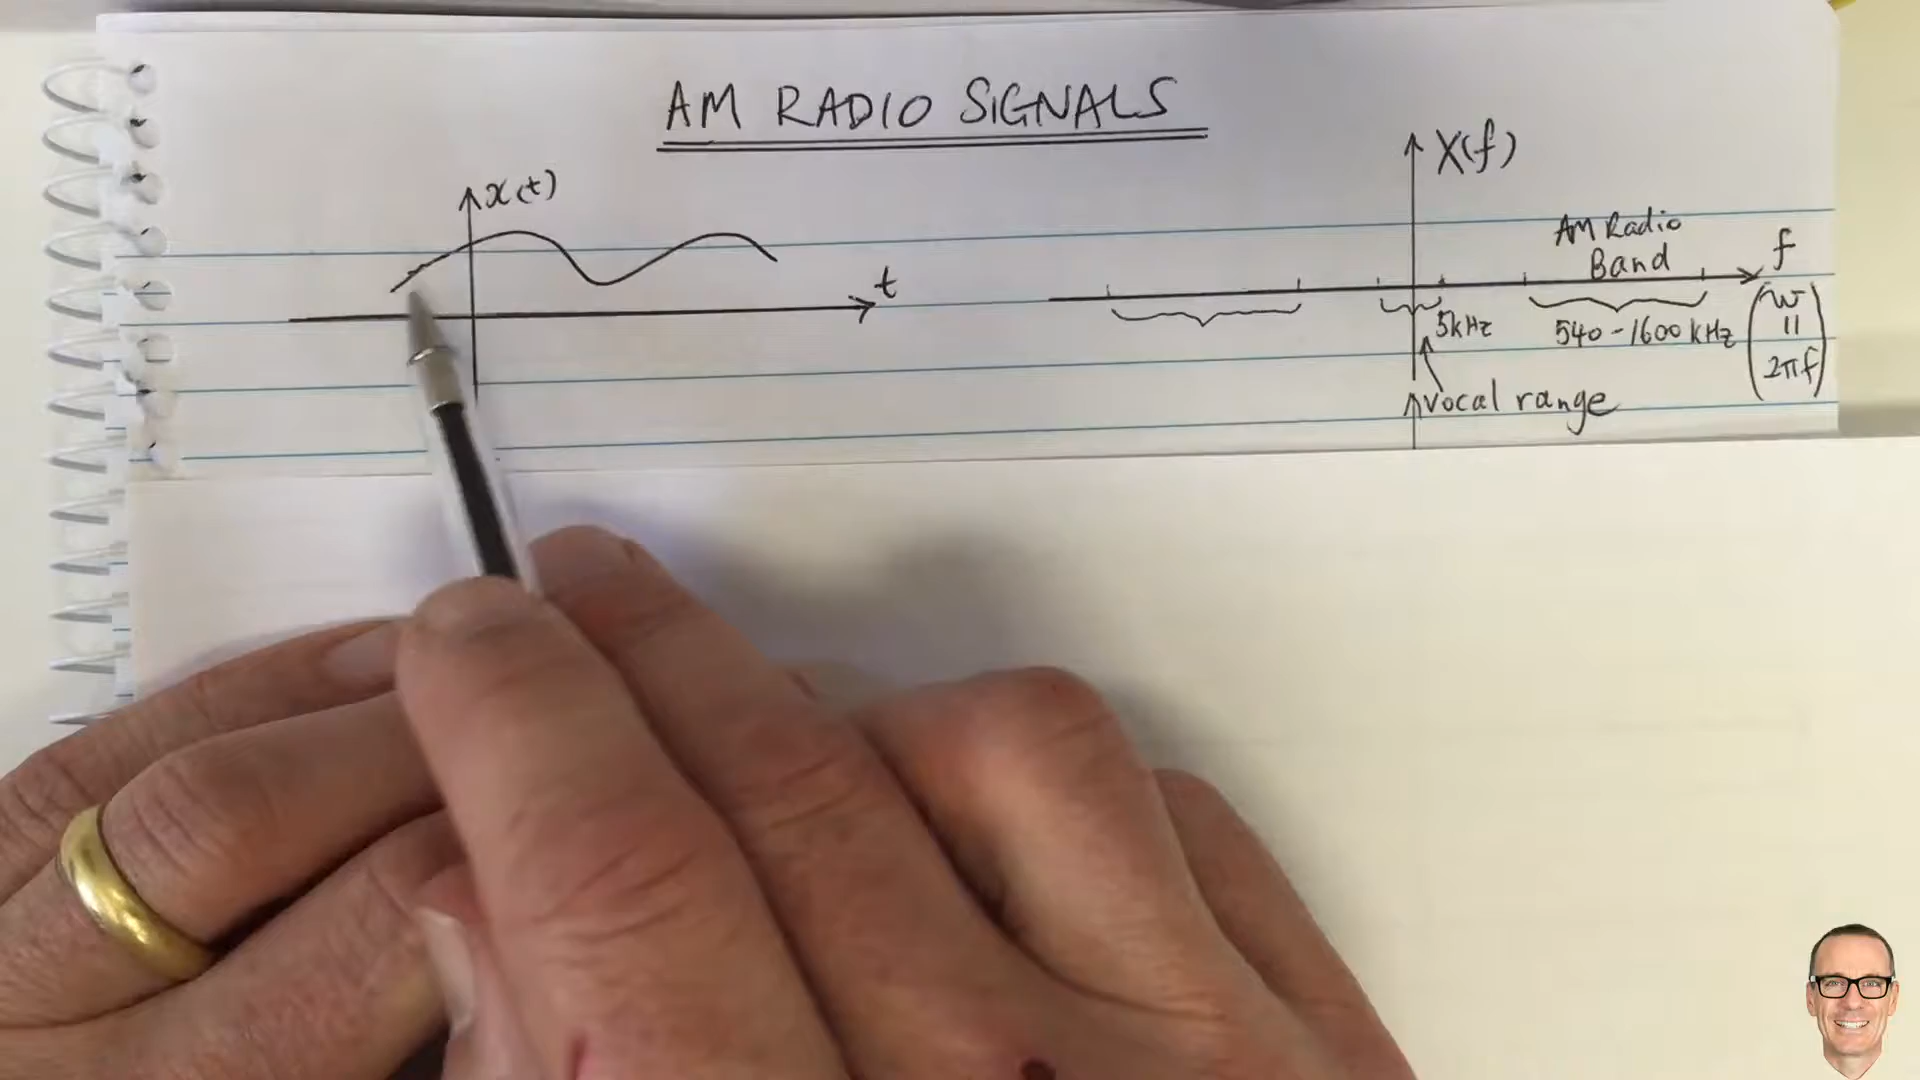 AM RADIO SIGNALS
x(t)
t
X(f)
AM Radio
Band
f
5kHz
540-1600 kHz
(w
=
2πf)
Vocal range